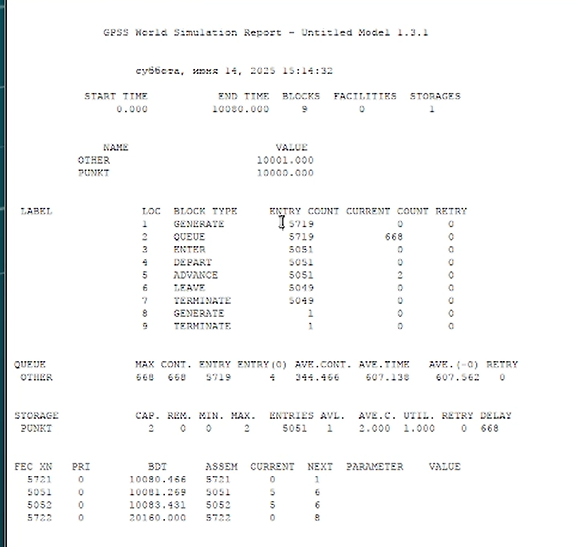 GPSS World Simulation Report - Untitled Model 1.3.1
суббота, июня 14, 2025 15:14:32
START TIME END TIME BLOCKS FACILITIES STORAGES
0.000 10080.000 9 0 1
NAME VALUE
OTHER 10001.000
PUNKT 10000.000
LABEL LOC BLOCK TYPE ENTRY COUNT CURRENT COUNT RETRY
1 GENERATE 5719 0 0
2 QUEUE 5719 668 0
3 ENTER 5051 0 0
4 DEPART 5051 0 0
5 ADVANCE 5051 2 0
6 LEAVE 5049 0 0
7 TERMINATE 5049 0 0
8 GENERATE 1 0 0
9 TERMINATE 1 0 0
QUEUE MAX CONT. ENTRY ENTRY(0) AVE.CONT. AVE.TIME AVE.(-0) RETRY
OTHER 668 668 5719 4 344.466 607.138 607.562 0
STORAGE CAP. REM. MIN. MAX. ENTRIES AVL. AVE.C. UTIL. RETRY DELAY
PUNKT 2 0 0 2 5051 1 2.000 1.000 0 668
FEC XN PRI BDT ASSEM CURRENT NEXT PARAMETER VALUE
5721 0 10080.466 5721 0 1
5051 0 10081.269 5051 5 6
5052 0 10083.431 5052 5 6
5722 0 20160.000 5722 0 8